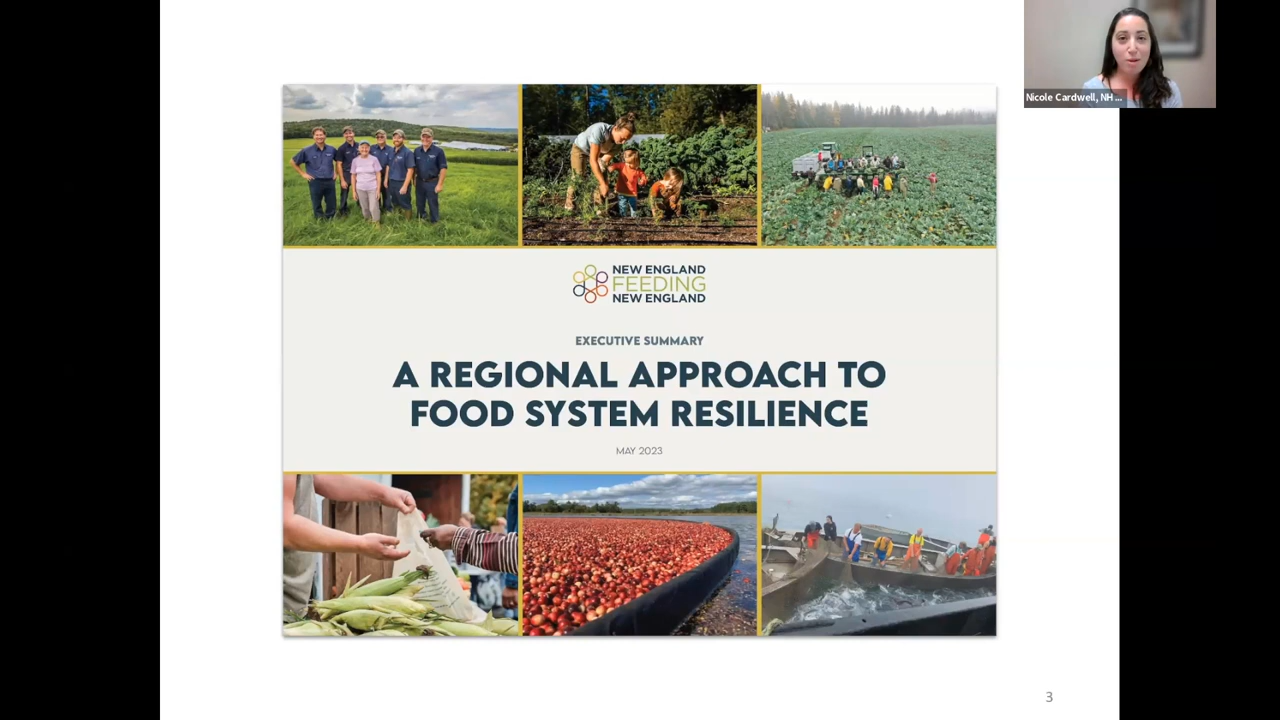 Nicole Cardwell, NH ...
NEW ENGLAND
FEEDING
NEW ENGLAND
EXECUTIVE SUMMARY
A REGIONAL APPROACH TO
FOOD SYSTEM RESILIENCE
MAY 2023
3